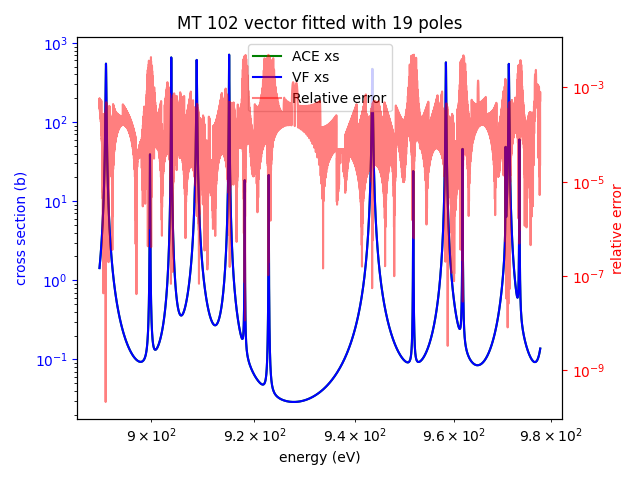 MT 102 vector fitted with 19 poles
ACE xs
VF xs
Relative error
cross section (b)
10³
10²
10¹
10⁰
10⁻¹
relative error
10⁻³
10⁻⁵
10⁻⁷
10⁻⁹
9 × 10² 9.2 × 10² 9.4 × 10² 9.6 × 10² 9.8 × 10²
energy (eV)